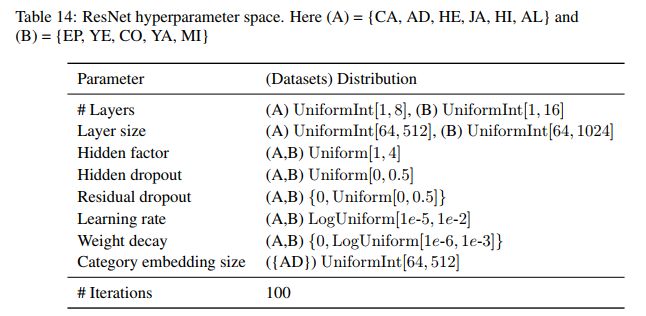 Table 14: ResNet hyperparameter space. Here (A) = {CA, AD, HE, JA, HI, AL} and
(B) = {EP, YE, CO, YA, MI}
Parameter (Datasets) Distribution
# Layers (A) UniformInt[1, 8], (B) UniformInt[1, 16]
Layer size (A) UniformInt[64, 512], (B) UniformInt[64, 1024]
Hidden factor (A,B) Uniform[1, 4]
Hidden dropout (A,B) Uniform[0, 0.5]
Residual dropout (A,B) {0, Uniform[0, 0.5]}
Learning rate (A,B) LogUniform[1e-5, 1e-2]
Weight decay (A,B) {0, LogUniform[1e-6, 1e-3]}
Category embedding size ({AD}) UniformInt[64, 512]
# Iterations 100